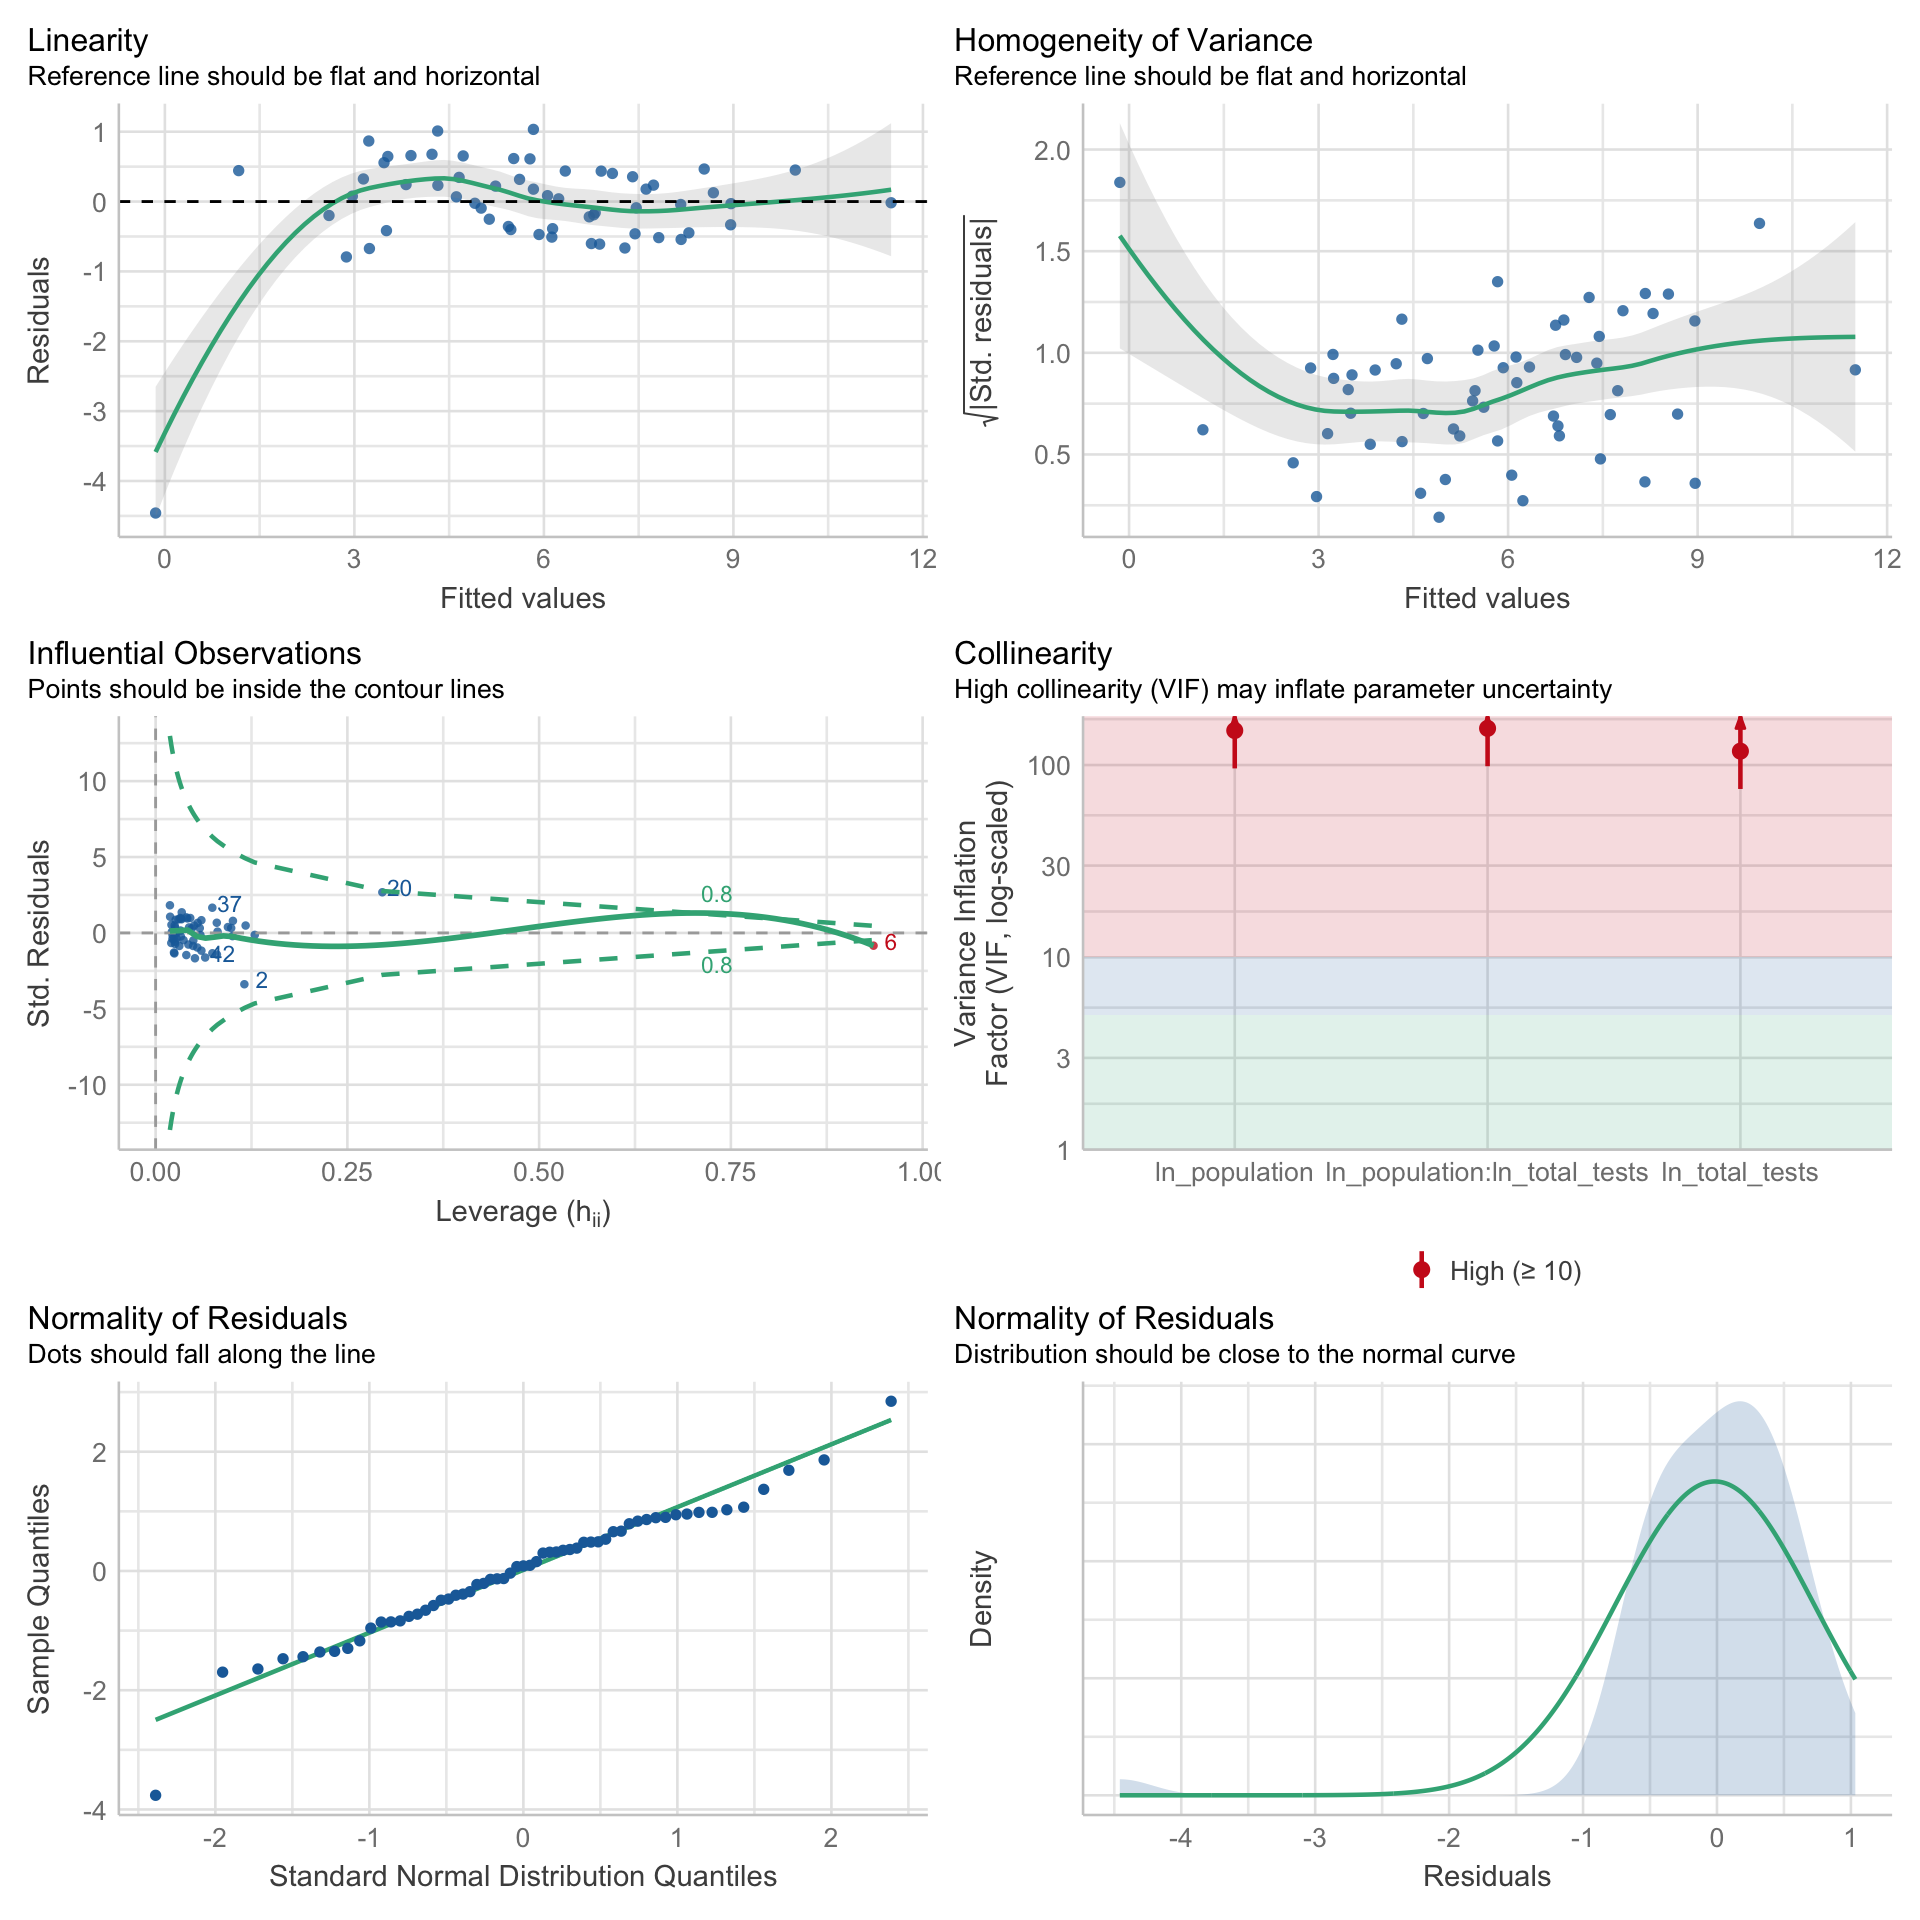 Linearity
Reference line should be flat and horizontal
1
0
-1
-2
-3
-4
Residuals
0 3 6 9 12
Fitted values
Homogeneity of Variance
Reference line should be flat and horizontal
2.0
1.5
1.0
0.5
√|Std. residuals|
0 3 6 9 12
Fitted values
Influential Observations
Points should be inside the contour lines
10
5
0
-5
-10
Std. Residuals
37
20
42
2
6
0.8
0.8
0.00 0.25 0.50 0.75 1.00
Leverage (hii)
Collinearity
High collinearity (VIF) may inflate parameter uncertainty
100
30
10
3
1
Variance Inflation
Factor (VIF, log-scaled)
ln_population ln_population:ln_total_tests ln_total_tests
High (≥ 10)
Normality of Residuals
Dots should fall along the line
2
0
-2
-4
Sample Quantiles
-2 -1 0 1 2
Standard Normal Distribution Quantiles
Normality of Residuals
Distribution should be close to the normal curve
Density
-4 -3 -2 -1 0 1
Residuals